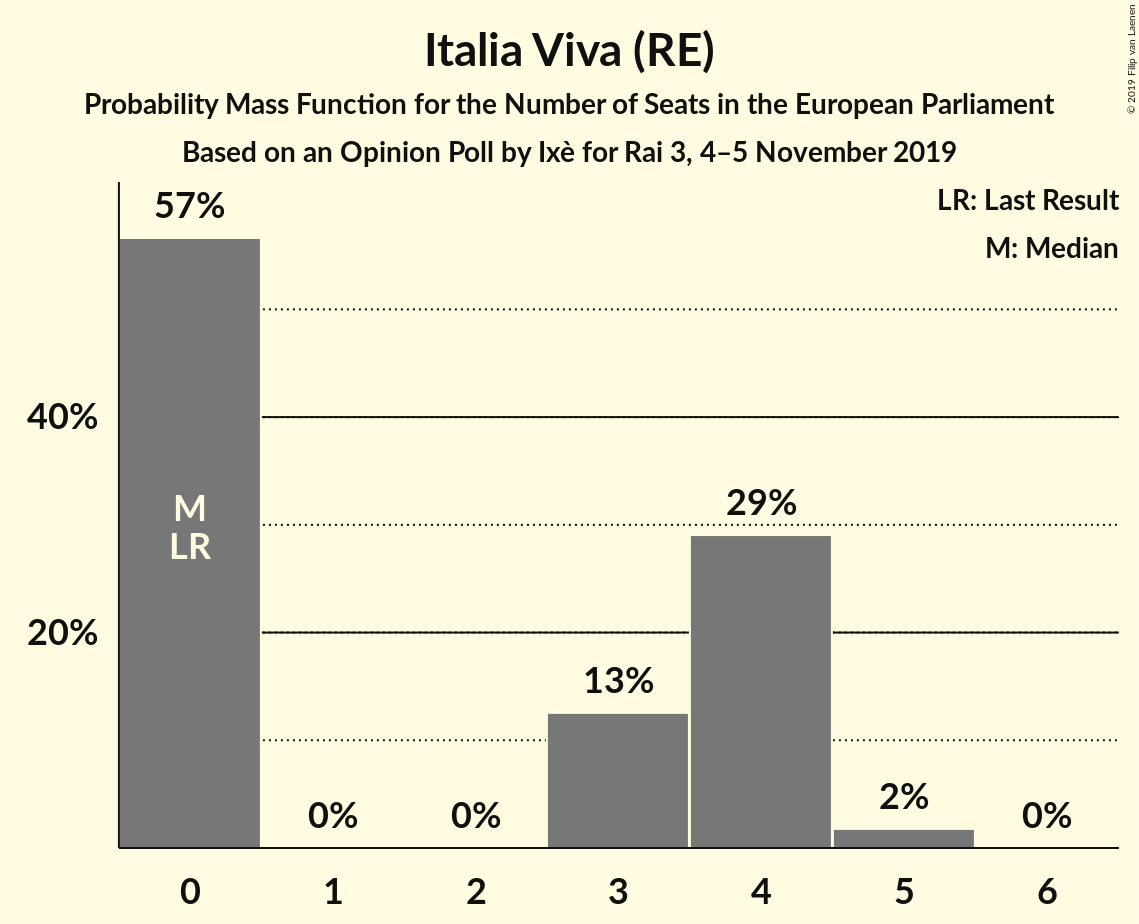 Italia Viva (RE)
Probability Mass Function for the Number of Seats in the European Parliament
Based on an Opinion Poll by Ixè for Rai 3, 4–5 November 2019
© 2019 Filip van Laenen
LR: Last Result
M: Median
57%
40%
20%
M
LR
0%
0%
13%
29%
2%
0%
0
1
2
3
4
5
6